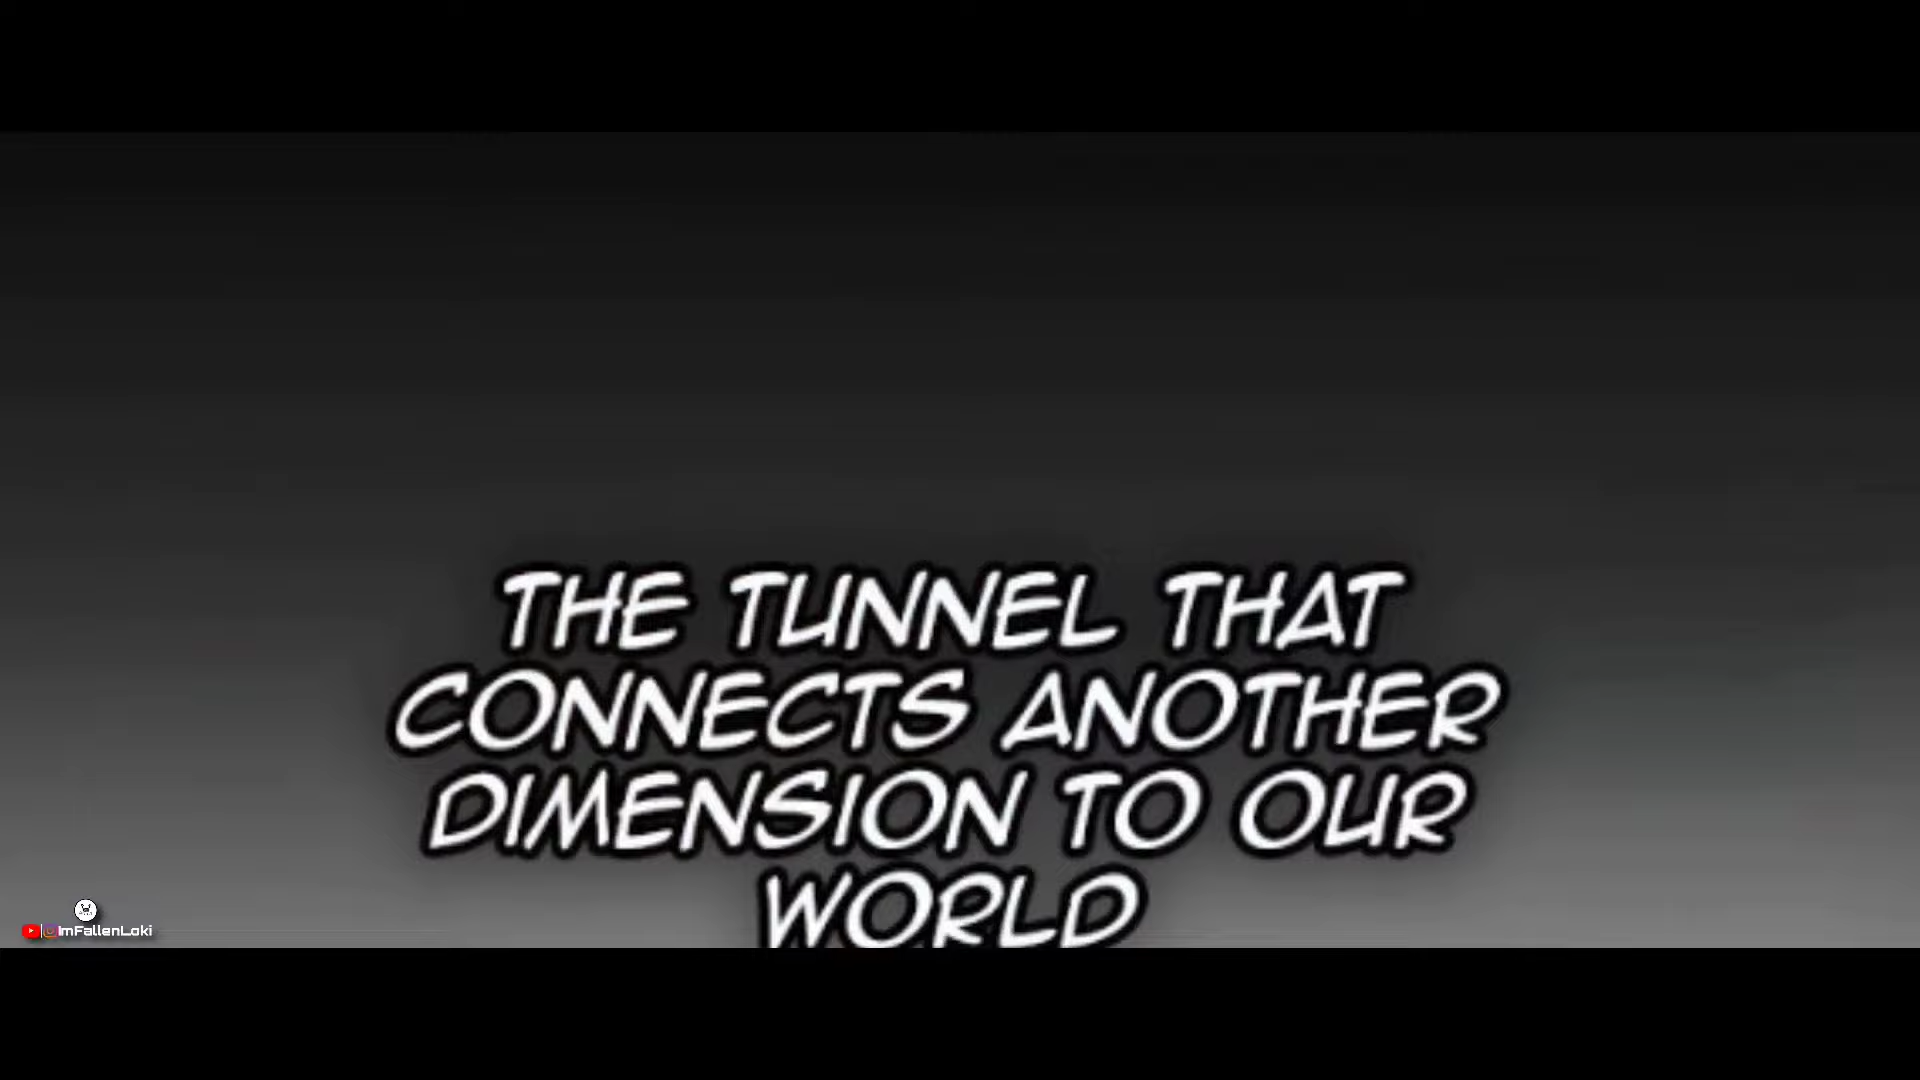 THE TUNNEL THAT
CONNECTS ANOTHER
DIMENSION TO OUR
WORLD
ImFallenLoki